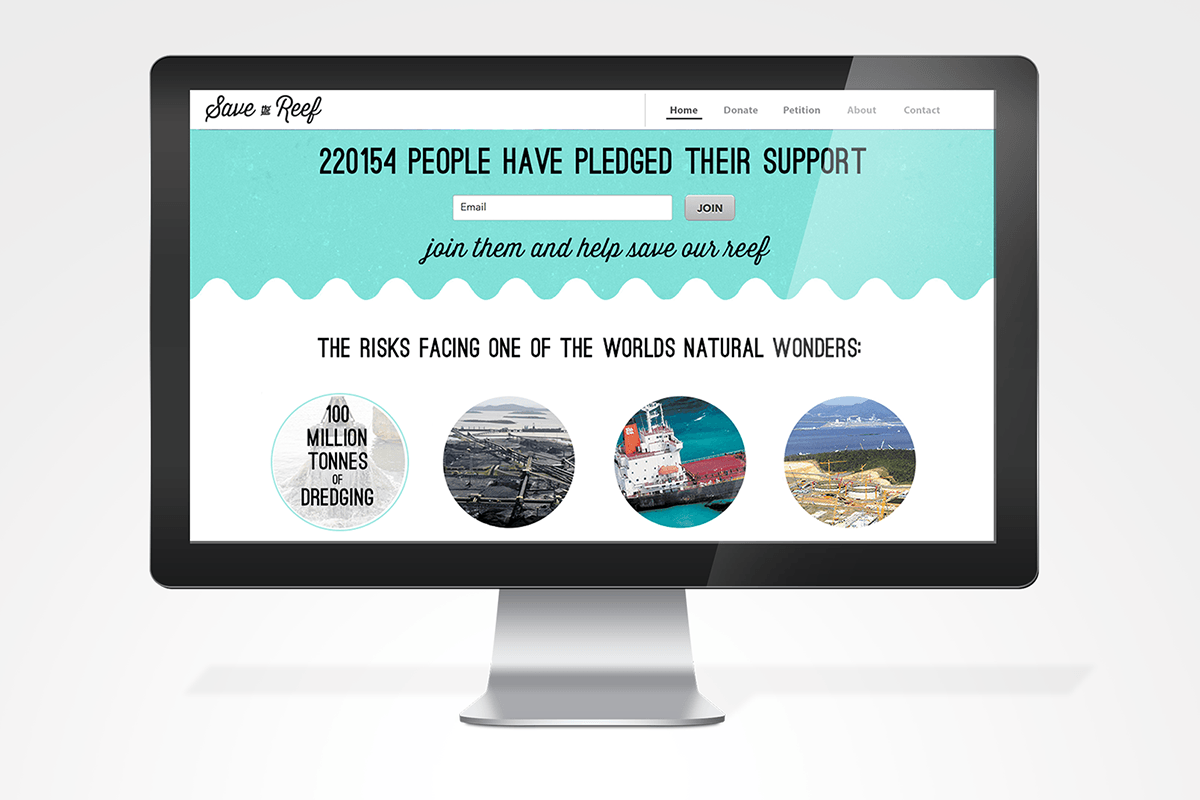 Save the Reef
Home Donate Petition About Contact
220154 PEOPLE HAVE PLEDGED THEIR SUPPORT
Email JOIN
join them and help save our reef
THE RISKS FACING ONE OF THE WORLDS NATURAL WONDERS:
100
MILLION
TONNES
OF
DREDGING